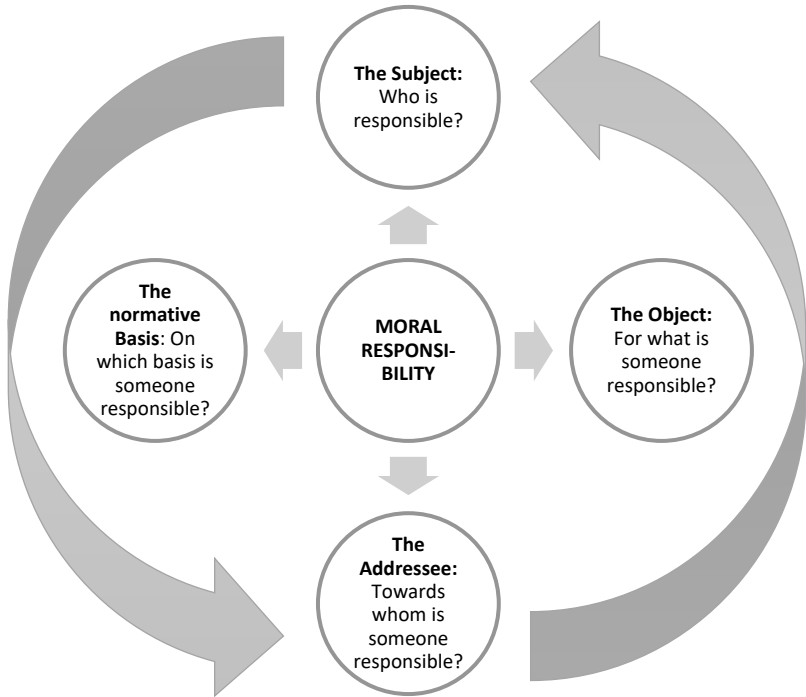 The Subject:
Who is
responsible?
The
normative
Basis: On
which basis is
someone
responsible?
MORAL
RESPONSI-
BILITY
The Object:
For what is
someone
responsible?
The
Addressee:
Towards
whom is
someone
responsible?